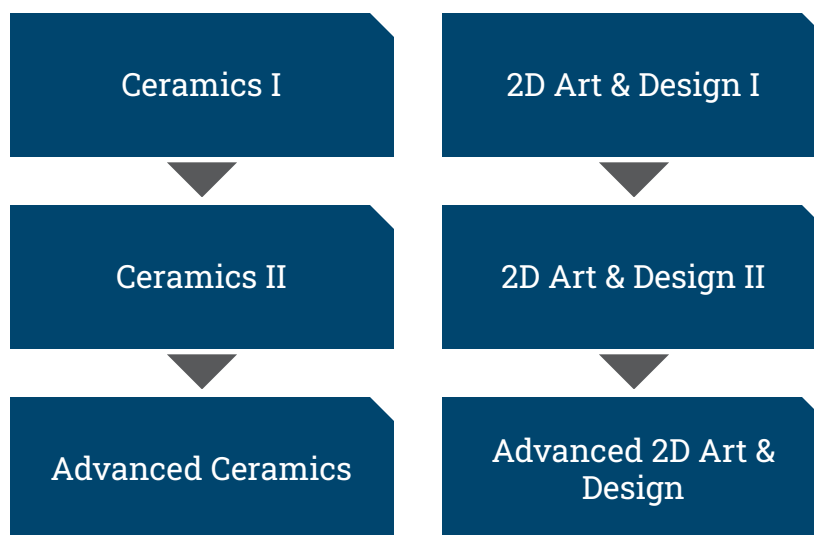 Ceramics I
2D Art & Design I
Ceramics II
2D Art & Design II
Advanced Ceramics
Advanced 2D Art &
Design